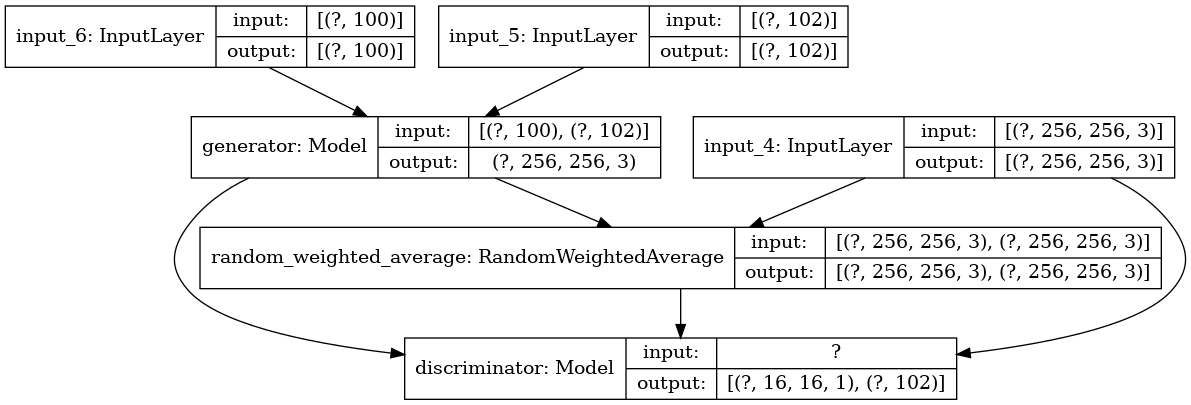 input_6: InputLayer
input: [(?, 100)]
output: [(?, 100)]
input_5: InputLayer
input: [(?, 102)]
output: [(?, 102)]
generator: Model
input: [(?, 100), (?, 102)]
output: (?, 256, 256, 3)
input_4: InputLayer
input: [(?, 256, 256, 3)]
output: [(?, 256, 256, 3)]
random_weighted_average: RandomWeightedAverage
input: [(?, 256, 256, 3), (?, 256, 256, 3)]
output: [(?, 256, 256, 3), (?, 256, 256, 3)]
discriminator: Model
input: ?
output: [(?, 16, 16, 1), (?, 102)]